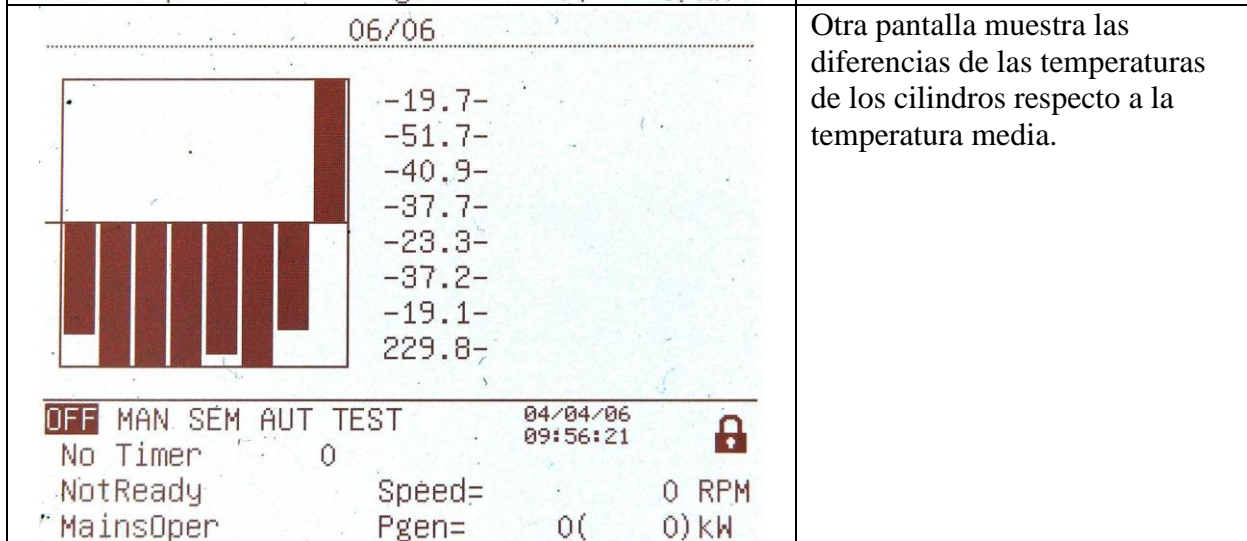 06/06
Otra pantalla muestra las
diferencias de las temperaturas
de los cilindros respecto a la
temperatura media.
-19.7-
-51.7-
-40.9-
-37.7-
-23.3-
-37.2-
-19.1-
229.8-
OFF MAN SEM AUT TEST 04/04/06
09:56:21
No Timer 0
NotReady Speed= 0 RPM
MainsOper Pgen= 0( 0)kW